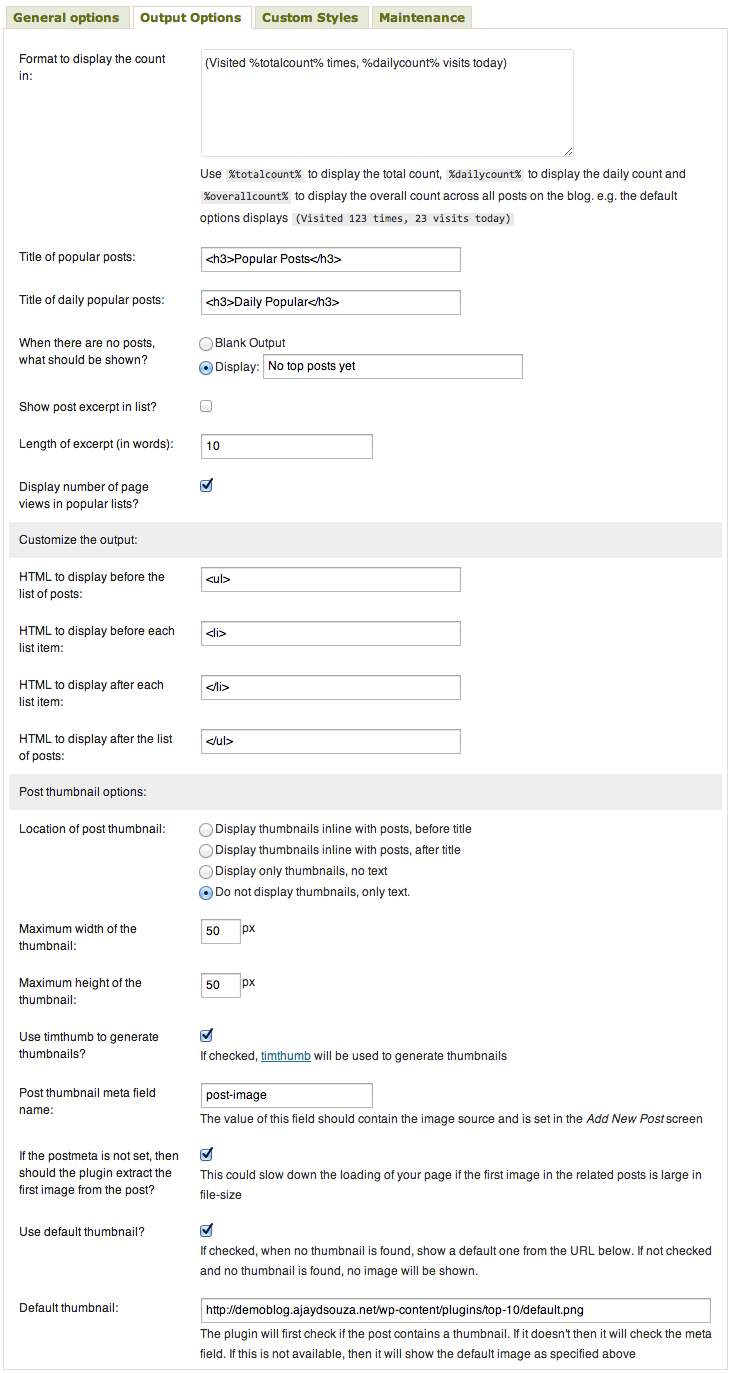 General options Output Options Custom Styles Maintenance
Format to display the count
in:
(Visited %totalcount% times, %dailycount% visits today)
Use %totalcount% to display the total count, %dailycount% to display the daily count and
%overallcount% to display the overall count across all posts on the blog. e.g. the default
options displays (Visited 123 times, 23 visits today)
Title of popular posts:
<h3>Popular Posts</h3>
Title of daily popular posts:
<h3>Daily Popular</h3>
When there are no posts,
what should be shown?
Blank Output
Display: No top posts yet
Show post excerpt in list?
Length of excerpt (in words):
10
Display number of page
views in popular lists?
Customize the output:
HTML to display before the
list of posts:
<ul>
HTML to display before each
list item:
<li>
HTML to display after each
list item:
</li>
HTML to display after the list
of posts:
</ul>
Post thumbnail options:
Location of post thumbnail:
Display thumbnails inline with posts, before title
Display thumbnails inline with posts, after title
Display only thumbnails, no text
Do not display thumbnails, only text.
Maximum width of the
thumbnail:
50 px
Maximum height of the
thumbnail:
50 px
Use timthumb to generate
thumbnails?
If checked, timthumb will be used to generate thumbnails
Post thumbnail meta field
name:
post-image
The value of this field should contain the image source and is set in the Add New Post screen
If the postmeta is not set, then
should the plugin extract the
first image from the post?
This could slow down the loading of your page if the first image in the related posts is large in
file-size
Use default thumbnail?
If checked, when no thumbnail is found, show a default one from the URL below. If not checked
and no thumbnail is found, no image will be shown.
Default thumbnail:
http://demoblog.ajaydsouza.net/wp-content/plugins/top-10/default.png
The plugin will first check if the post contains a thumbnail. If it doesn't then it will check the meta
field. If this is not available, then it will show the default image as specified above